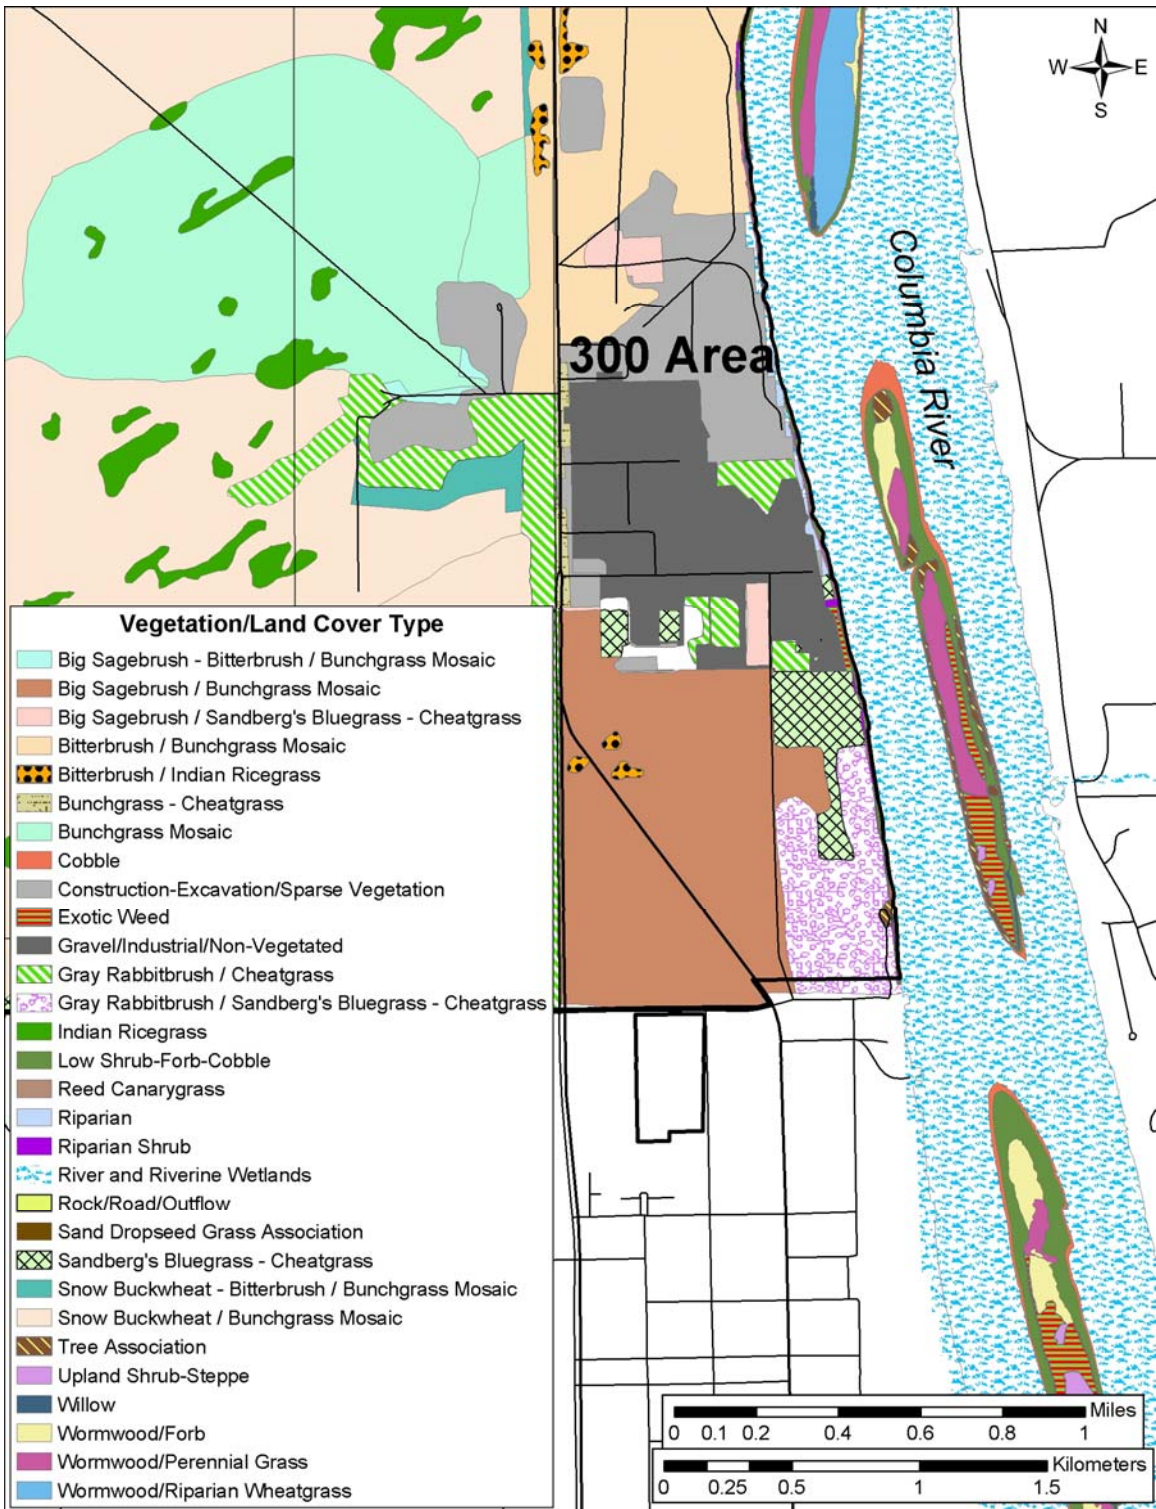 N
W E
S
Columbia River
300 Area
Vegetation/Land Cover Type
Big Sagebrush - Bitterbrush / Bunchgrass Mosaic
Big Sagebrush / Bunchgrass Mosaic
Big Sagebrush / Sandberg's Bluegrass - Cheatgrass
Bitterbrush / Bunchgrass Mosaic
Bitterbrush / Indian Ricegrass
Bunchgrass - Cheatgrass
Bunchgrass Mosaic
Cobble
Construction-Excavation/Sparse Vegetation
Exotic Weed
Gravel/Industrial/Non-Vegetated
Gray Rabbitbrush / Cheatgrass
Gray Rabbitbrush / Sandberg's Bluegrass - Cheatgrass
Indian Ricegrass
Low Shrub-Forb-Cobble
Reed Canarygrass
Riparian
Riparian Shrub
River and Riverine Wetlands
Rock/Road/Outflow
Sand Dropseed Grass Association
Sandberg's Bluegrass - Cheatgrass
Snow Buckwheat - Bitterbrush / Bunchgrass Mosaic
Snow Buckwheat / Bunchgrass Mosaic
Tree Association
Upland Shrub-Steppe
Willow
Wormwood/Forb
Wormwood/Perennial Grass
Wormwood/Riparian Wheatgrass
Miles
0 0.1 0.2 0.4 0.6 0.8 1
Kilometers
0 0.25 0.5 1 1.5